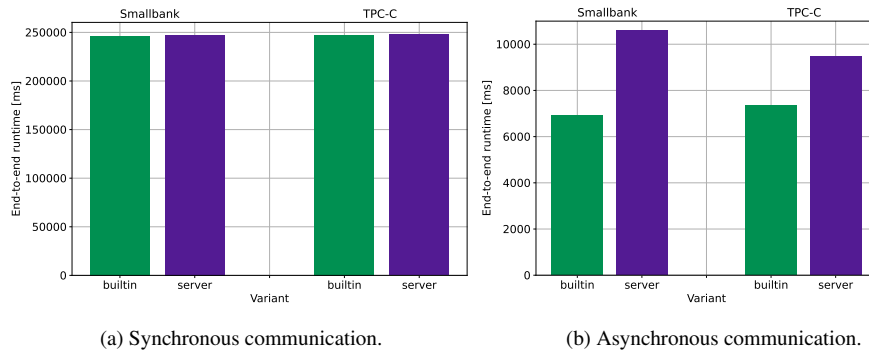 Smallbank
TPC-C
250000
200000
150000
100000
50000
0
End-to-end runtime [ms]
builtin
server
builtin
server
Variant
(a) Synchronous communication.
Smallbank
TPC-C
10000
8000
6000
4000
2000
0
End-to-end runtime [ms]
builtin
server
builtin
server
Variant
(b) Asynchronous communication.